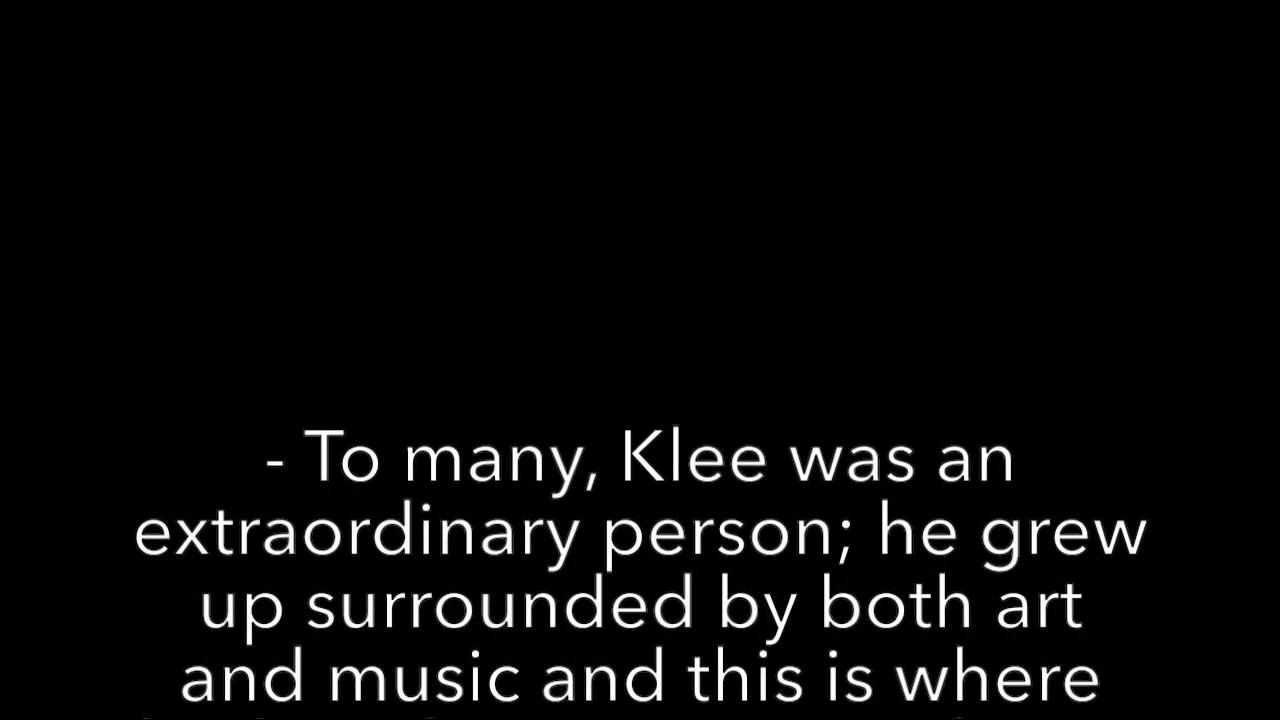 - To many, Klee was an
extraordinary person; he grew
up surrounded by both art
and music and this is where